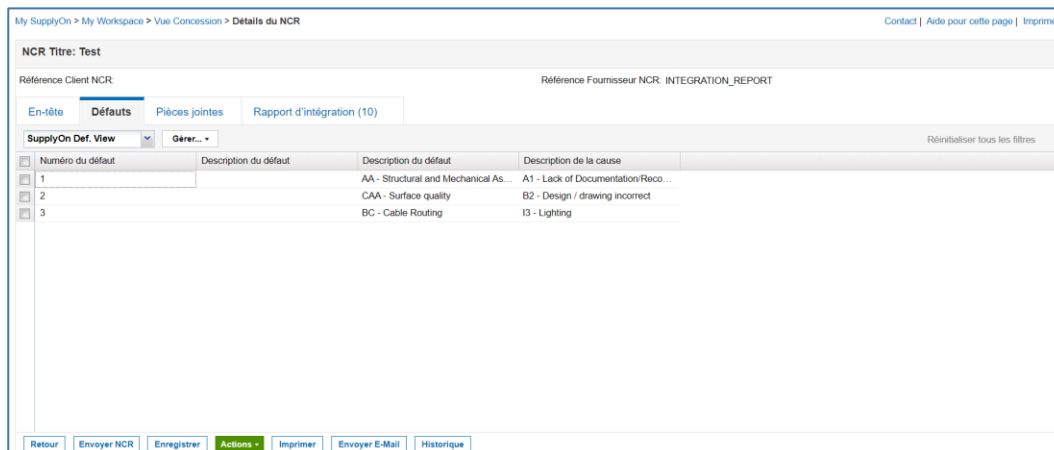 My SupplyOn > My Workspace > Vue Concession > Détails du NCR Contact | Aide pour cette page | Imprime
NCR Titre: Test
Référence Client NCR: Référence Fournisseur NCR: INTEGRATION_REPORT
En-tête Défauts Pièces jointes Rapport d'intégration (10)
SupplyOn Def. View Gérer... Réinitialiser tous les filtres
Numéro du défaut Description du défaut Description du défaut Description de la cause
1 AA - Structural and Mechanical As... A1 - Lack of Documentation/Reco...
2 CAA - Surface quality B2 - Design / drawing incorrect
3 BC - Cable Routing I3 - Lighting
Retour Envoyer NCR Enregistrer Actions Imprimer Envoyer E-Mail Historique